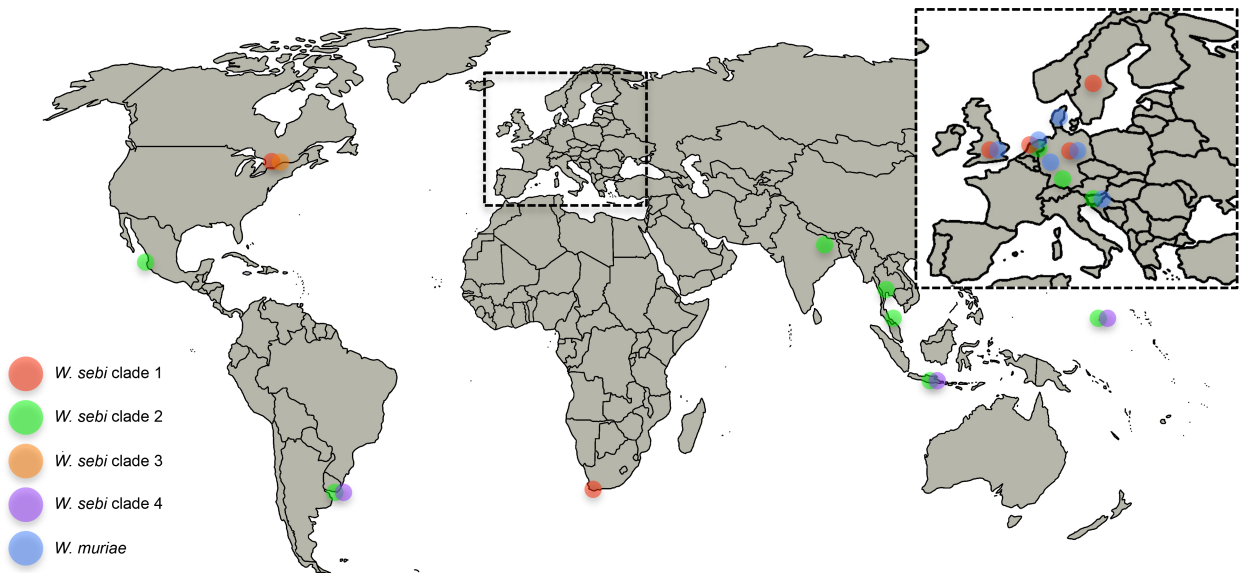 W. sebi clade 1
W. sebi clade 2
W. sebi clade 3
W. sebi clade 4
W. muriae